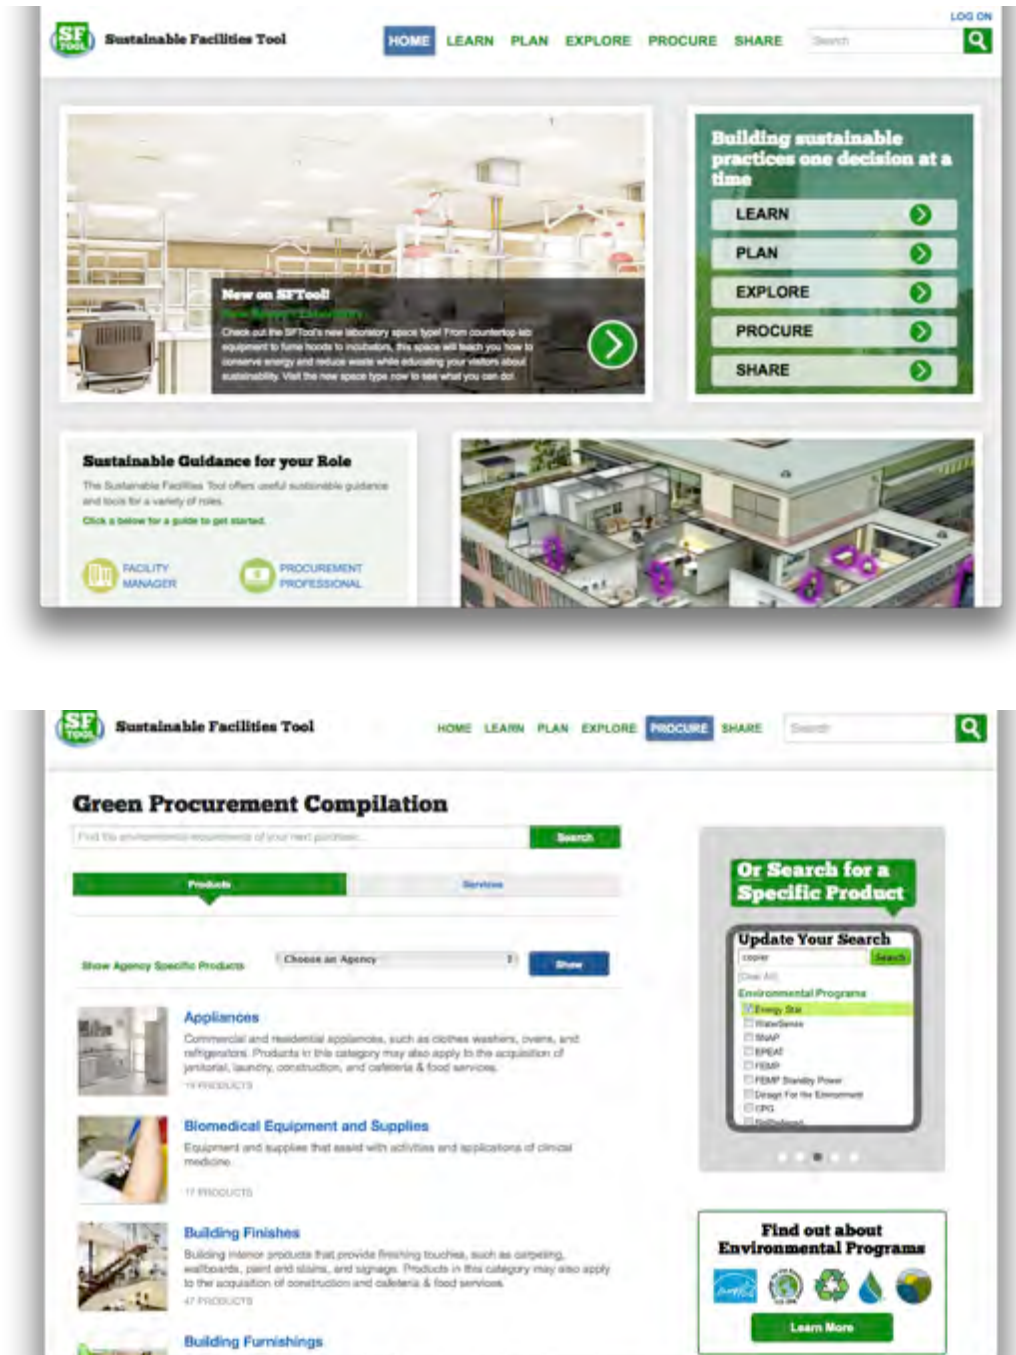 LOG ON
SF
TOOL
Sustainable Facilities Tool
HOME LEARN PLAN EXPLORE PROCURE SHARE
Search
Building sustainable
practices one decision at a
time
LEARN
PLAN
EXPLORE
PROCURE
SHARE
New on SFTool!
Check out the SFTool's new laboratory space type! From countertop lab
equipment to fume hoods to incubators, this space will teach you how to
conserve energy and reduce waste while educating your visitors about
sustainability. Visit the new space type now to see what you can do!
Sustainable Guidance for your Role
The Sustainable Facilities Tool offers useful sustainable guidance
and tools for a variety of roles.
Click a below for a guide to get started.
FACILITY
MANAGER
PROCUREMENT
PROFESSIONAL
SF
TOOL
Sustainable Facilities Tool
HOME LEARN PLAN EXPLORE PROCURE SHARE
Search
Green Procurement Compilation
Find the environmental requirements of your next purchase...
Search
Products
Services
Show Agency Specific Products
Choose an Agency
Show
Appliances
Commercial and residential appliances, such as clothes washers, ovens, and
refrigerators. Products in this category may also apply to the acquisition of
janitorial, laundry, construction, and cafeteria & food services.
19 PRODUCTS
Biomedical Equipment and Supplies
Equipment and supplies that assist with activities and applications of clinical
medicine.
17 PRODUCTS
Building Finishes
Building interior products that provide finishing touches, such as carpeting,
wallboards, paint and stains, and signage. Products in this category may also apply
to the acquisition of construction and cafeteria & food services.
47 PRODUCTS
Building Furnishings
Or Search for a
Specific Product
Update Your Search
copier
Search
[Clear All]
Environmental Programs
Energy Star
WaterSense
SNAP
EPEAT
FEMP
FEMP Standby Power
Design For the Environment
CPG
BioPreferred
Find out about
Environmental Programs
Learn More